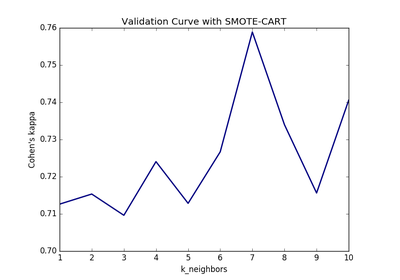 Validation Curve with SMOTE-CART
0.76
0.75
0.74
0.73
0.72
0.71
0.70
Cohen's kappa
1 2 3 4 5 6 7 8 9 10
k_neighbors